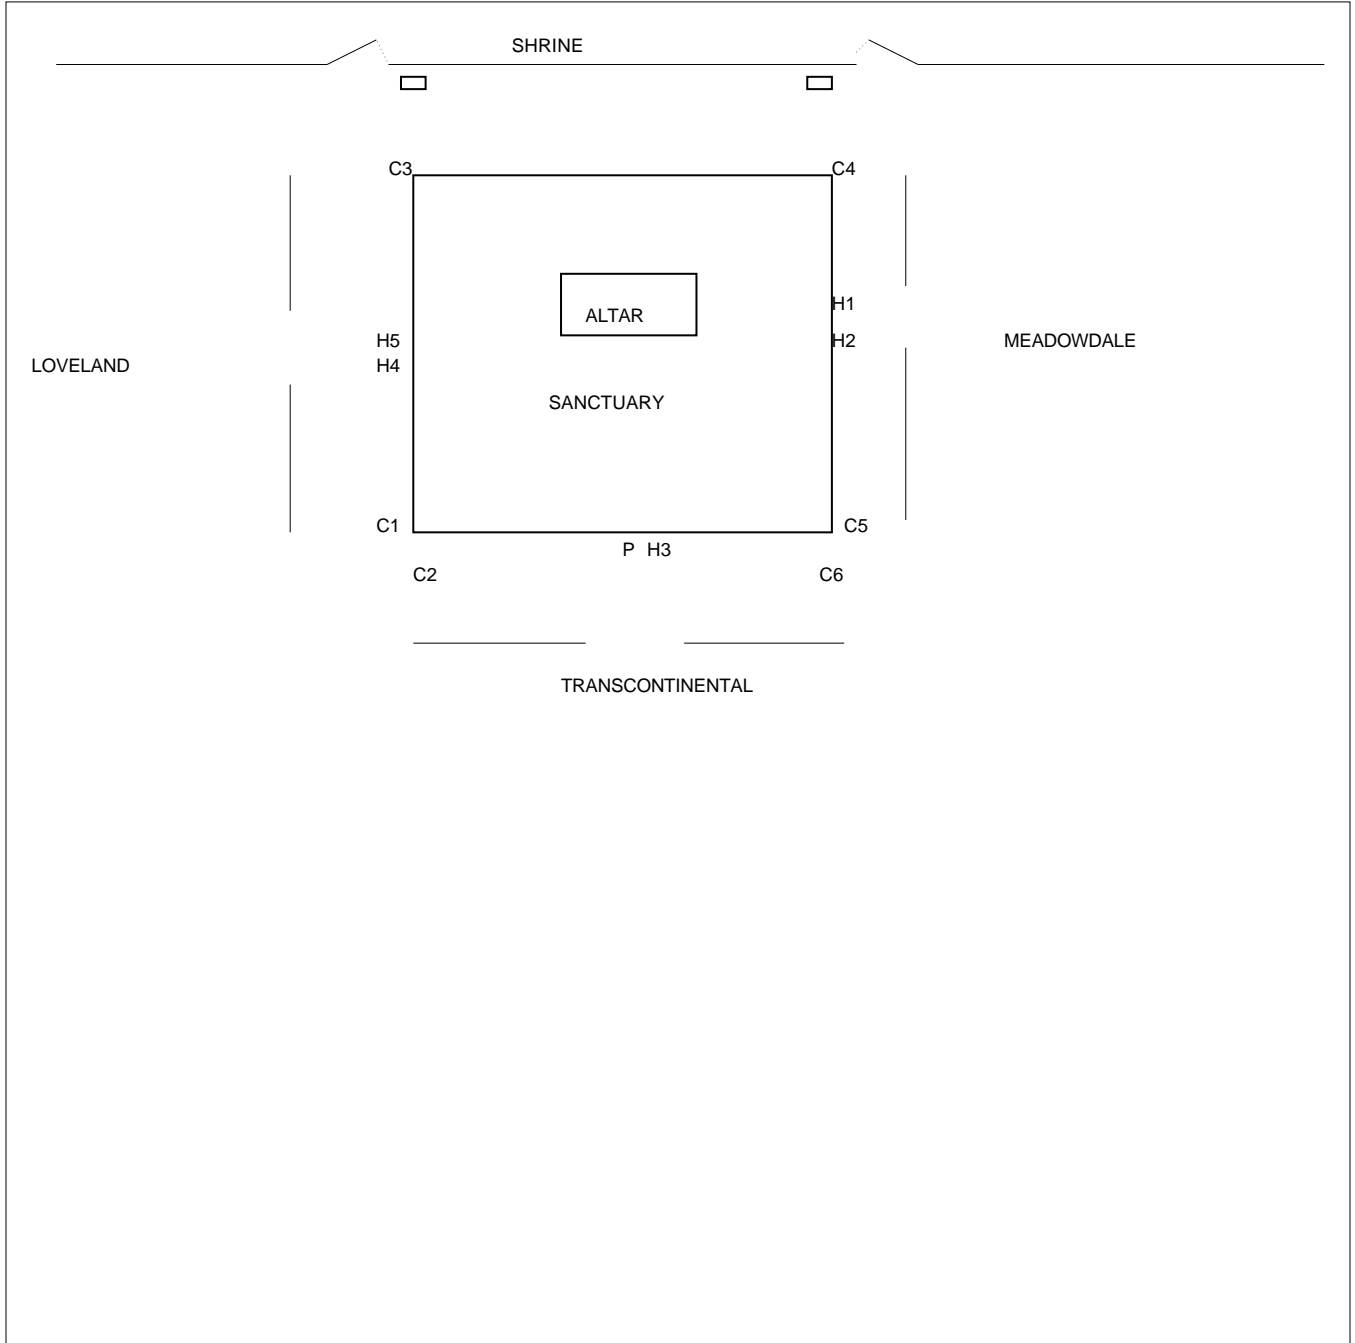 SHRINE
C3 C4
H1
ALTAR
H5 H2 MEADOWDALE
LOVELAND H4
SANCTUARY
C1 C5
P H3
C2 C6
TRANSCONTINENTAL